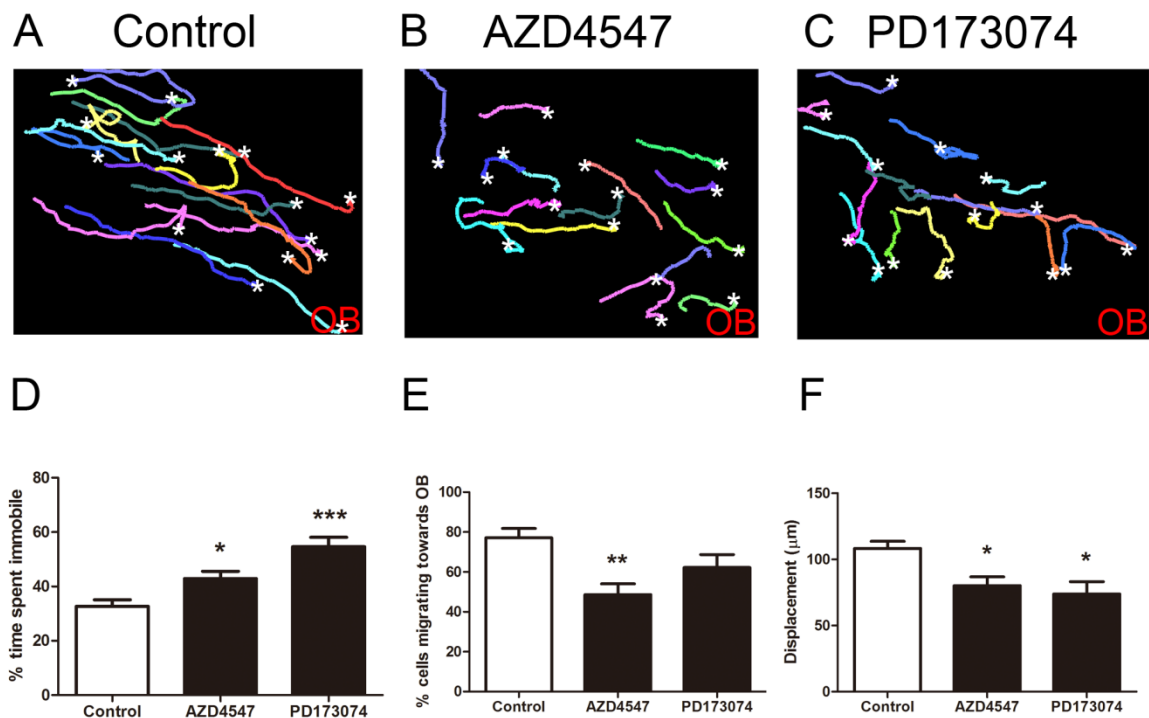 A Control B AZD4547 C PD173074
* * * * * * * * * * * * * *
OB OB OB
D E F
% time spent immobile
80
60
40
20
0
*
***
Control AZD4547 PD173074
% cells migrating towards OB
100
80
60
40
20
0
**
Control AZD4547 PD173074
Displacement (μm)
150
100
50
0
*
*
Control AZD4547 PD173074